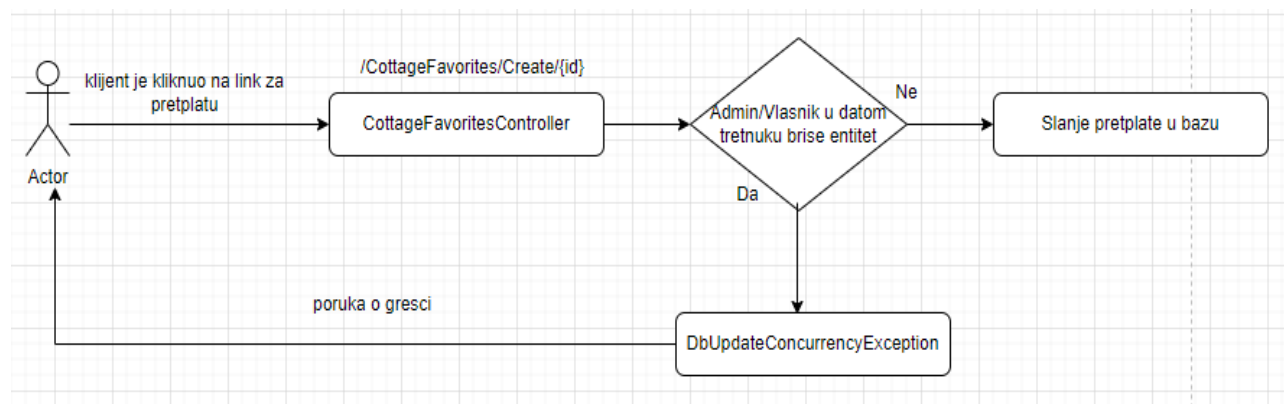 klijent je kliknuo na link za
pretplatu
Actor
/CottageFavorites/Create/{id}
CottageFavoritesController
Admin/Vlasnik u datom
tretnuku brise entitet
Ne
Slanje pretplate u bazu
Da
DbUpdateConcurrencyException
poruka o gresci